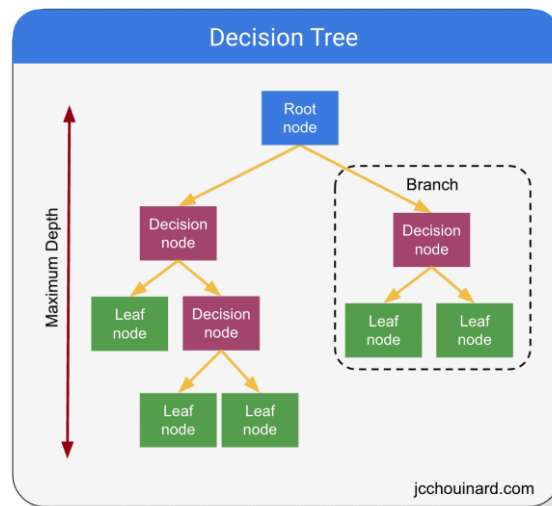 Decision Tree
Root
node
Branch
Maximum Depth
Decision
node
Decision
node
Leaf
node
Decision
node
Leaf
node
Leaf
node
Leaf
node
Leaf
node
jcchouinard.com